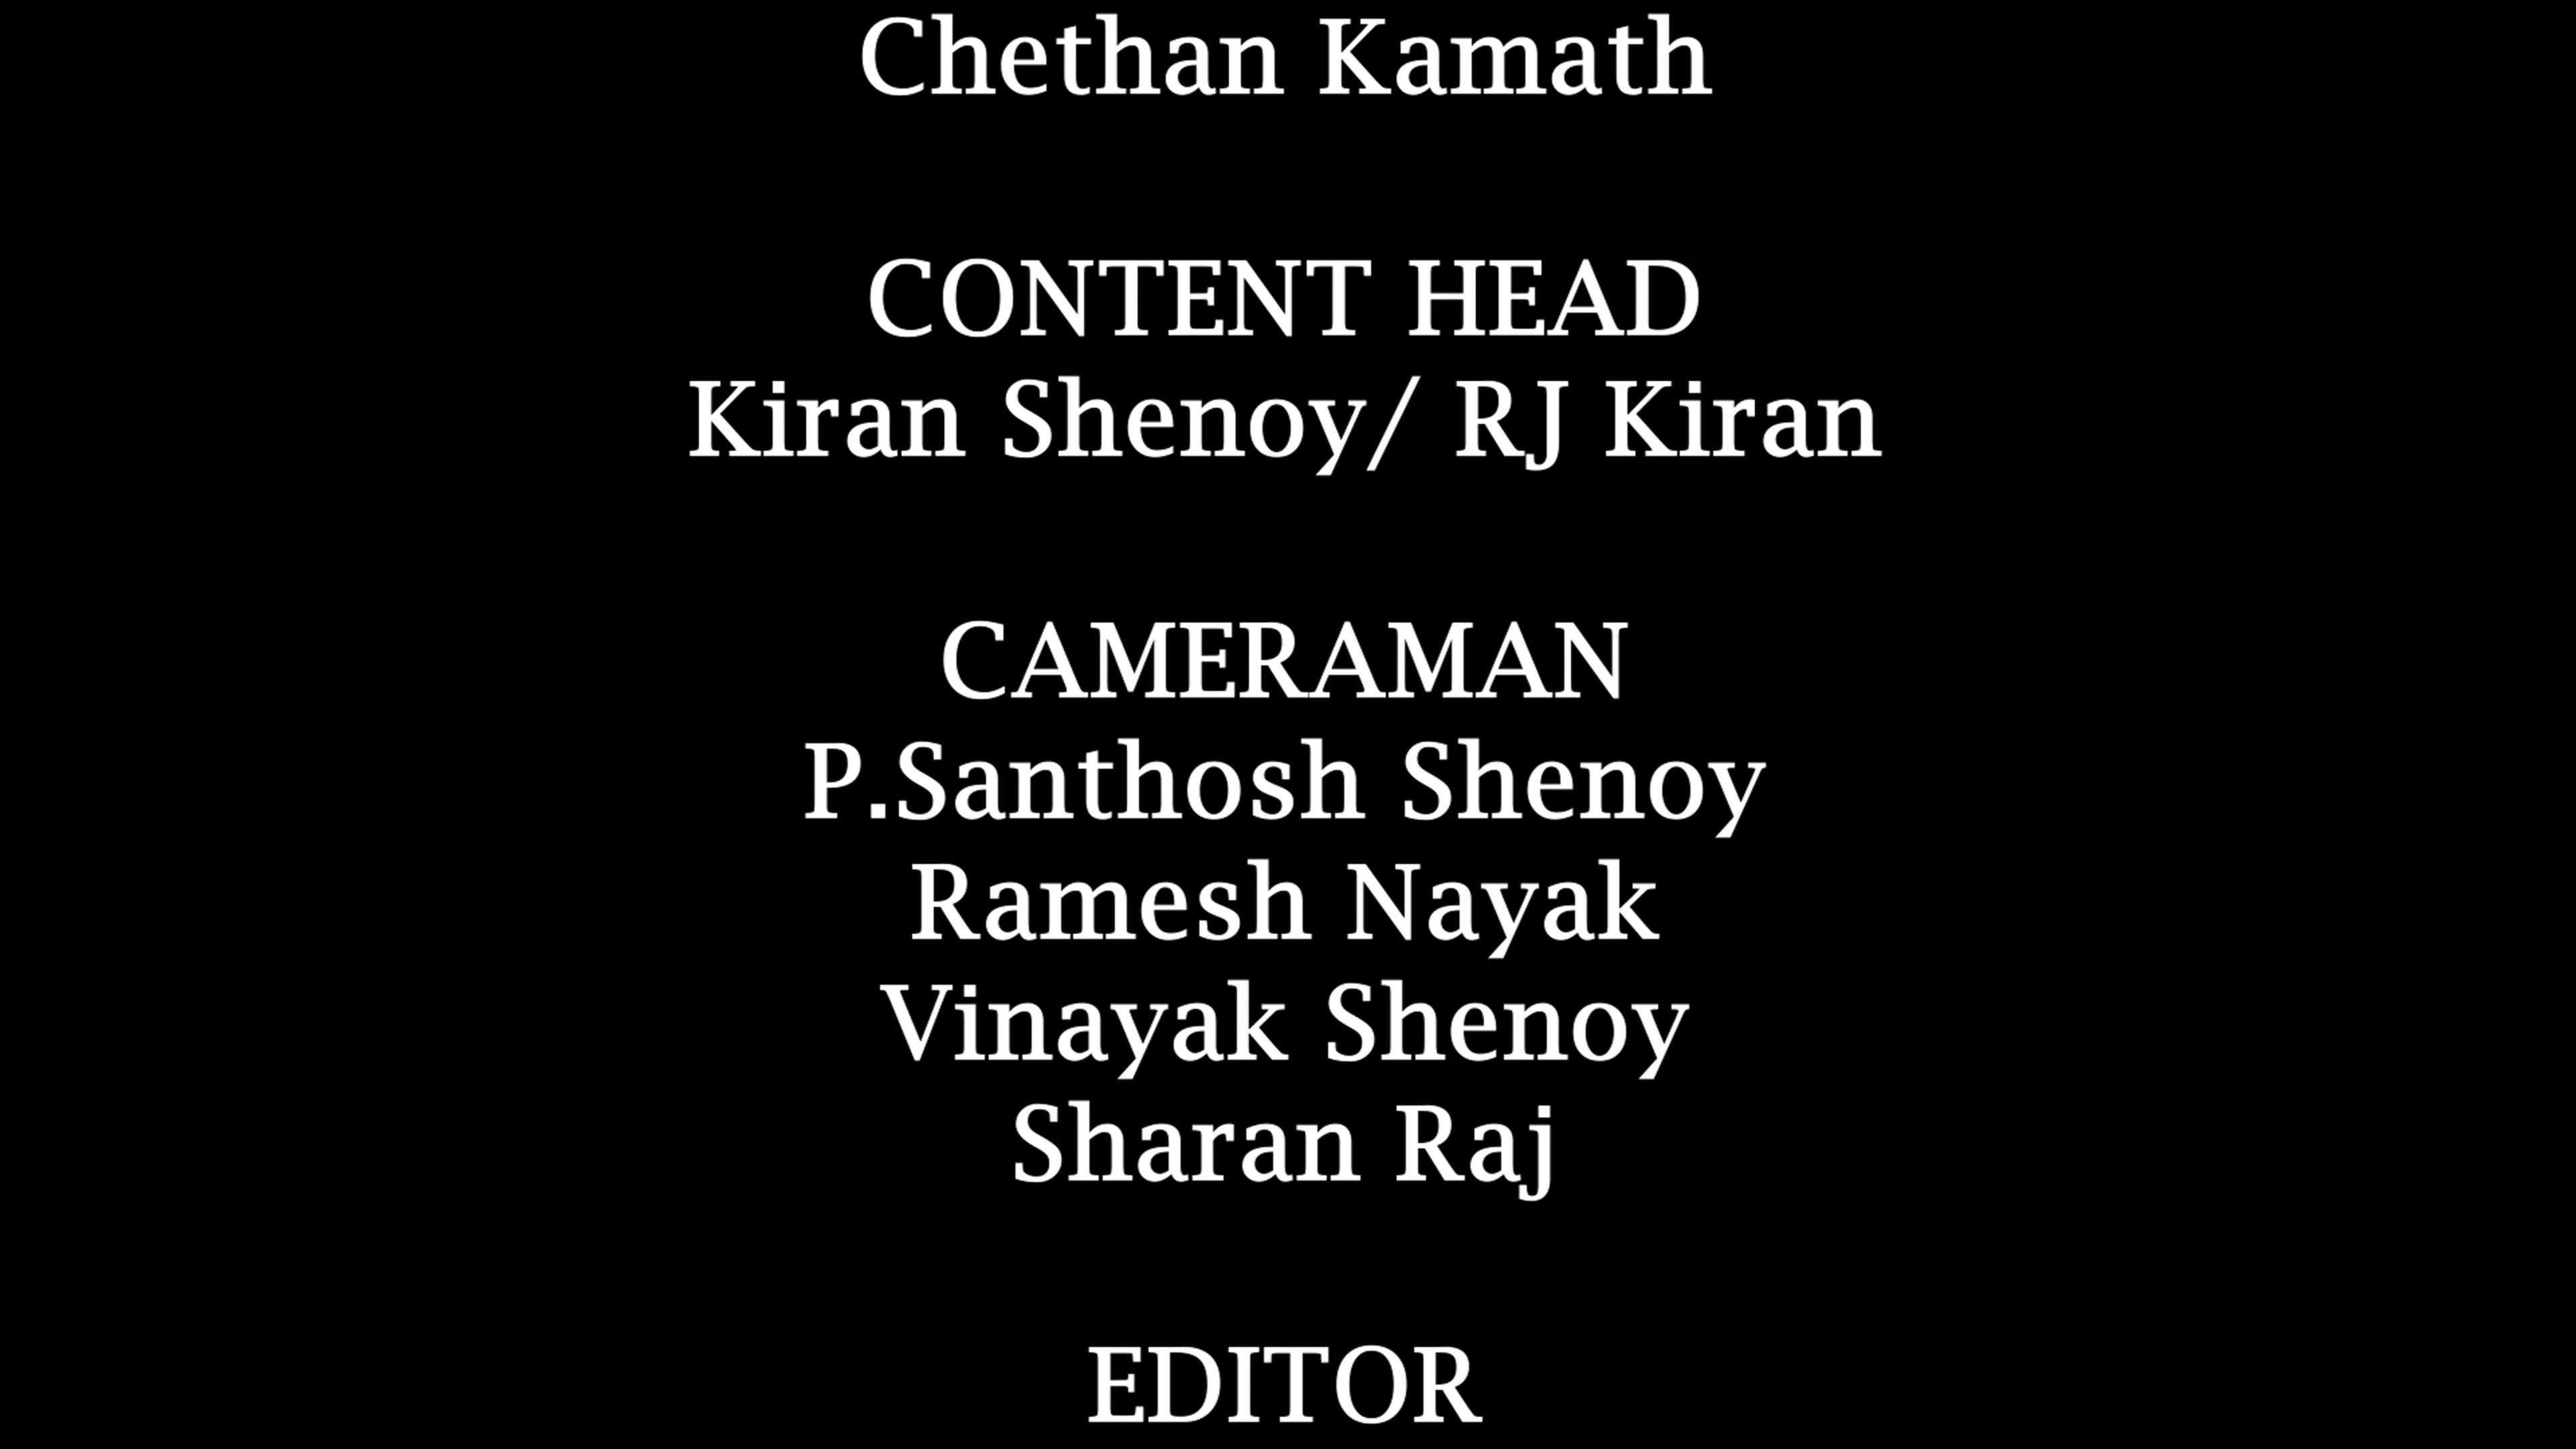 Chethan Kamath
CONTENT HEAD
Kiran Shenoy/ RJ Kiran
CAMERAMAN
P.Santhosh Shenoy
Ramesh Nayak
Vinayak Shenoy
Sharan Raj
EDITOR